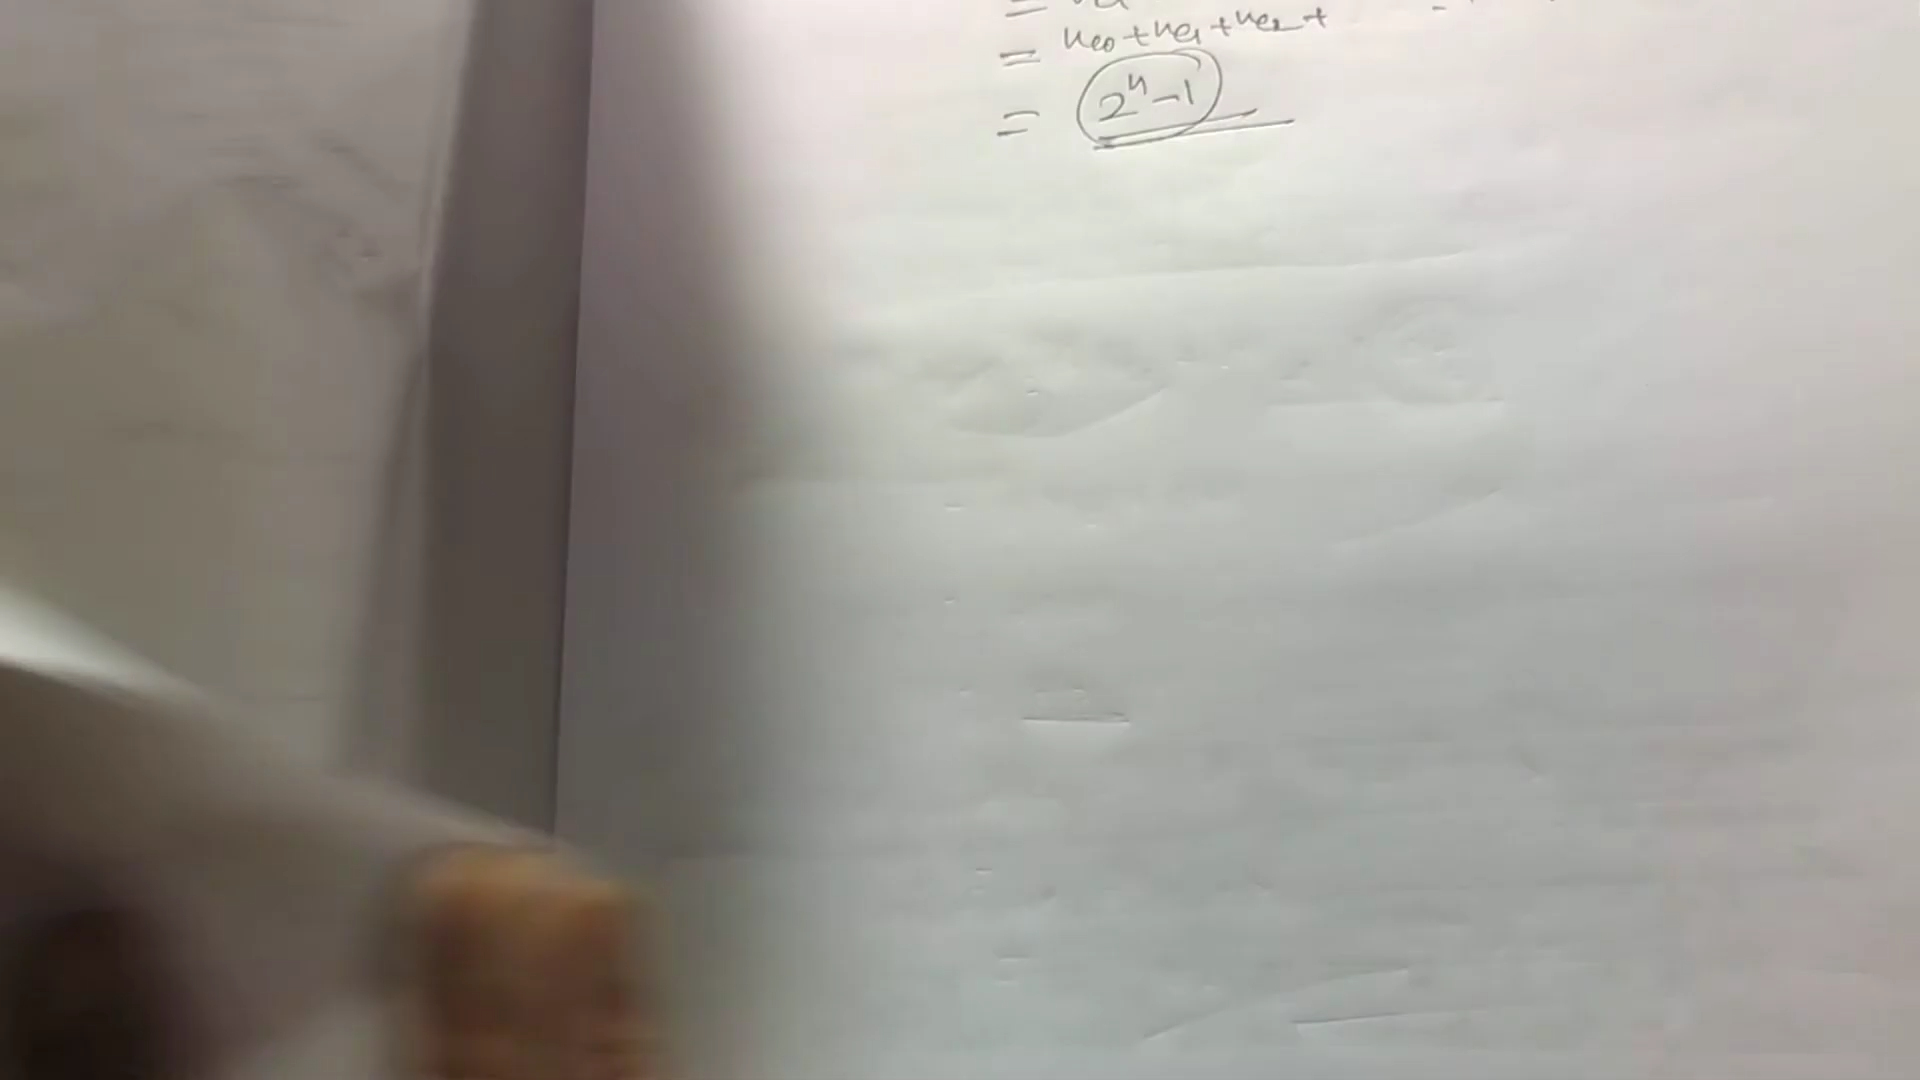 =
= nc0 + nc1 + nc2 +
= 2^n - 1